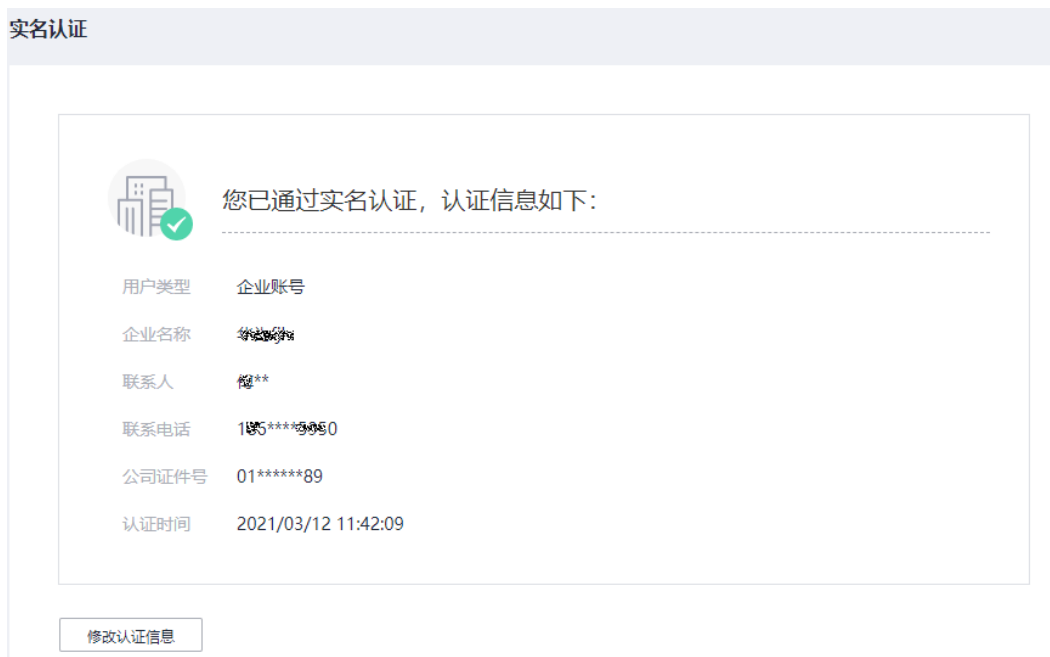 实名认证
您已通过实名认证，认证信息如下：
用户类型 企业账号
企业名称
联系人 **
联系电话
公司证件号 01******89
认证时间 2021/03/12 11:42:09
修改认证信息